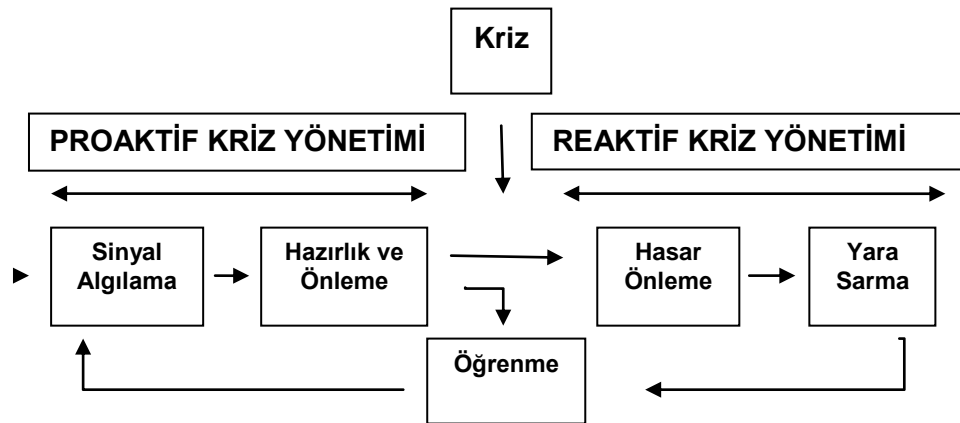 Kriz
PROAKTİF KRİZ YÖNETİMİ
REAKTİF KRİZ YÖNETİMİ
Sinyal
Algılama
Hazırlık ve
Önleme
Hasar
Önleme
Yara
Sarma
Öğrenme